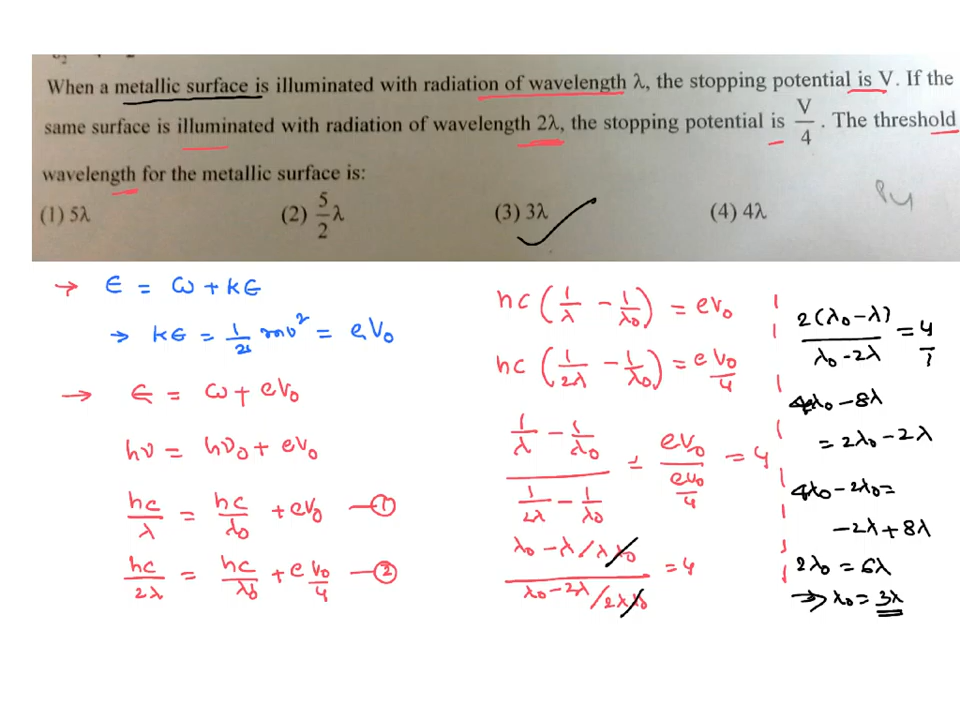 When a metallic surface is illuminated with radiation of wavelength λ, the stopping potential is V. If the
same surface is illuminated with radiation of wavelength 2λ, the stopping potential is V/4. The threshold
wavelength for the metallic surface is:
(1) 5λ (2) 5/2 λ (3) 3λ (4) 4λ
→ E = ω + KE
→ KE = 1/2 mv² = eV₀
→ E = ω + eV₀
hν = hν₀ + eV₀
hc/λ = hc/λ₀ + eV₀ —①
hc/2λ = hc/λ₀ + e V₀/4 —②
hc (1/λ − 1/λ₀) = eV₀
hc (1/2λ − 1/λ₀) = e V₀/4
(1/λ − 1/λ₀)/(1/2λ − 1/λ₀) = eV₀/(eV₀/4) = 4
(λ₀ − λ/λλ₀)/(λ₀ − 2λ/2λλ₀) = 4
2(λ₀ − λ)/(λ₀ − 2λ) = 4/1
4λ₀ − 8λ
= 2λ₀ − 2λ
4λ₀ − 2λ₀ =
− 2λ + 8λ
2λ₀ = 6λ
⇒ λ₀ = 3λ